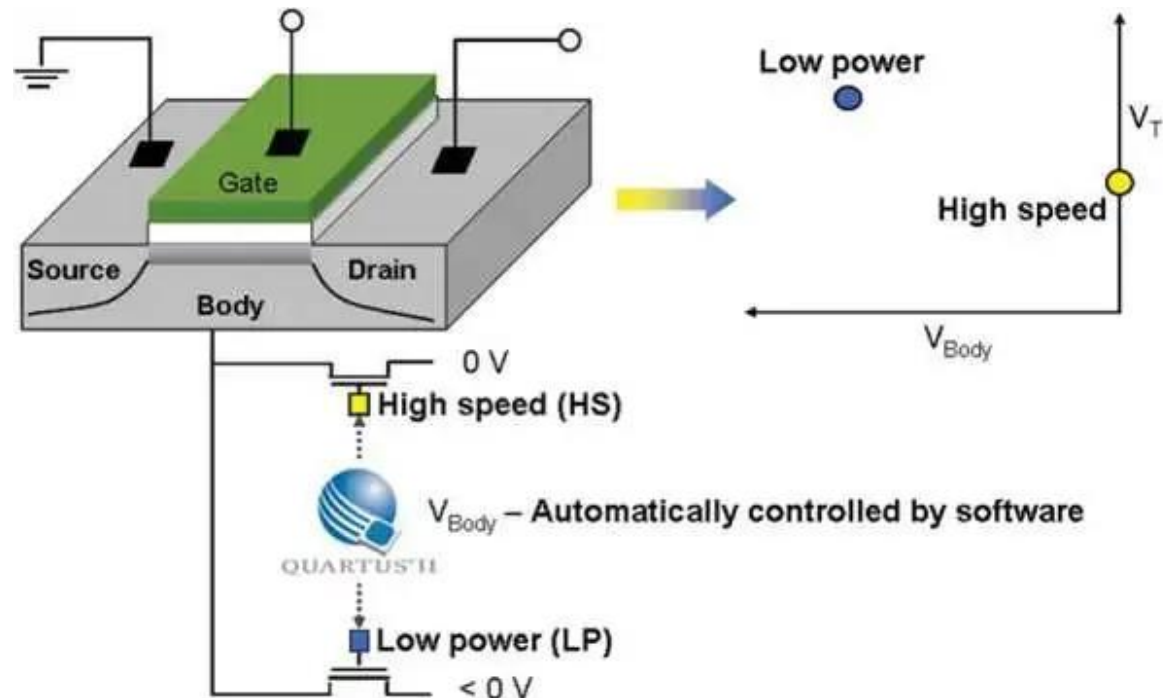 Low power
V_T
Gate
High speed
Source
Drain
Body
V_Body
0 V
High speed (HS)
V_Body – Automatically controlled by software
QUARTUS II
Low power (LP)
< 0 V